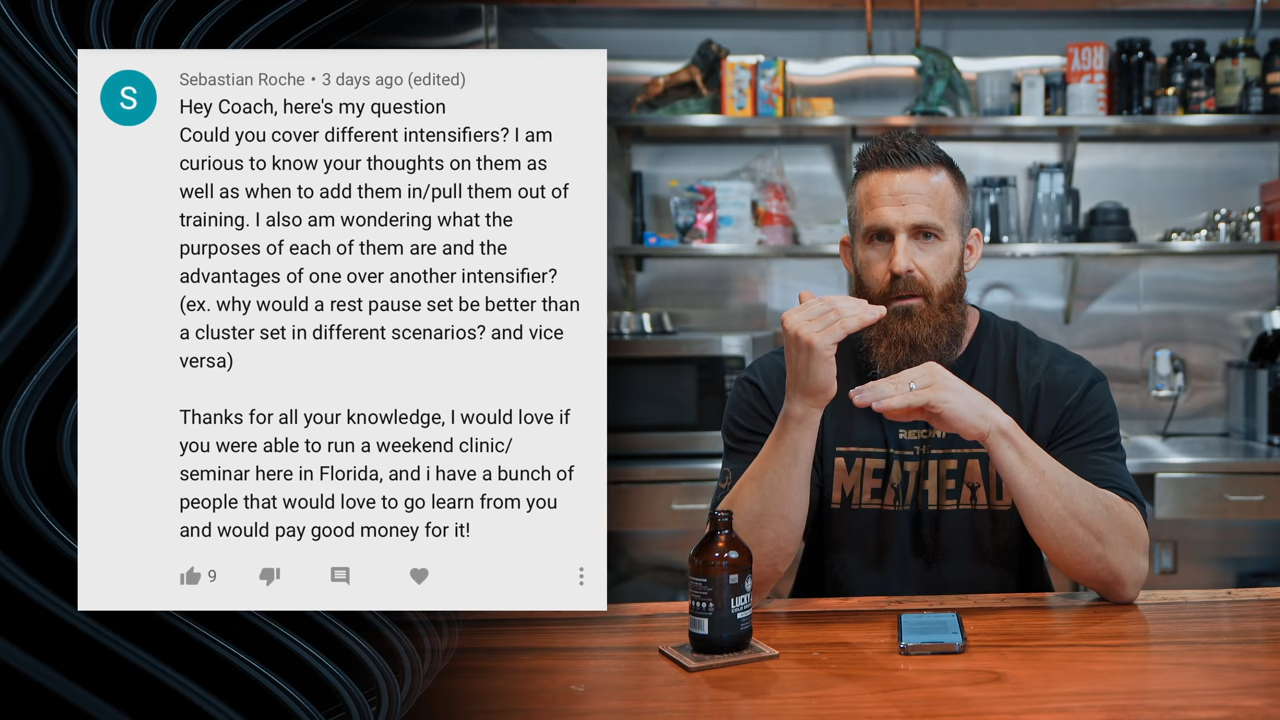 S
Sebastian Roche • 3 days ago (edited)
Hey Coach, here's my question
Could you cover different intensifiers? I am
curious to know your thoughts on them as
well as when to add them in/pull them out of
training. I also am wondering what the
purposes of each of them are and the
advantages of one over another intensifier?
(ex. why would a rest pause set be better than
a cluster set in different scenarios? and vice
versa)
Thanks for all your knowledge, I would love if
you were able to run a weekend clinic/
seminar here in Florida, and i have a bunch of
people that would love to go learn from you
and would pay good money for it!
9
THE
MEATHEAD
LUCKY